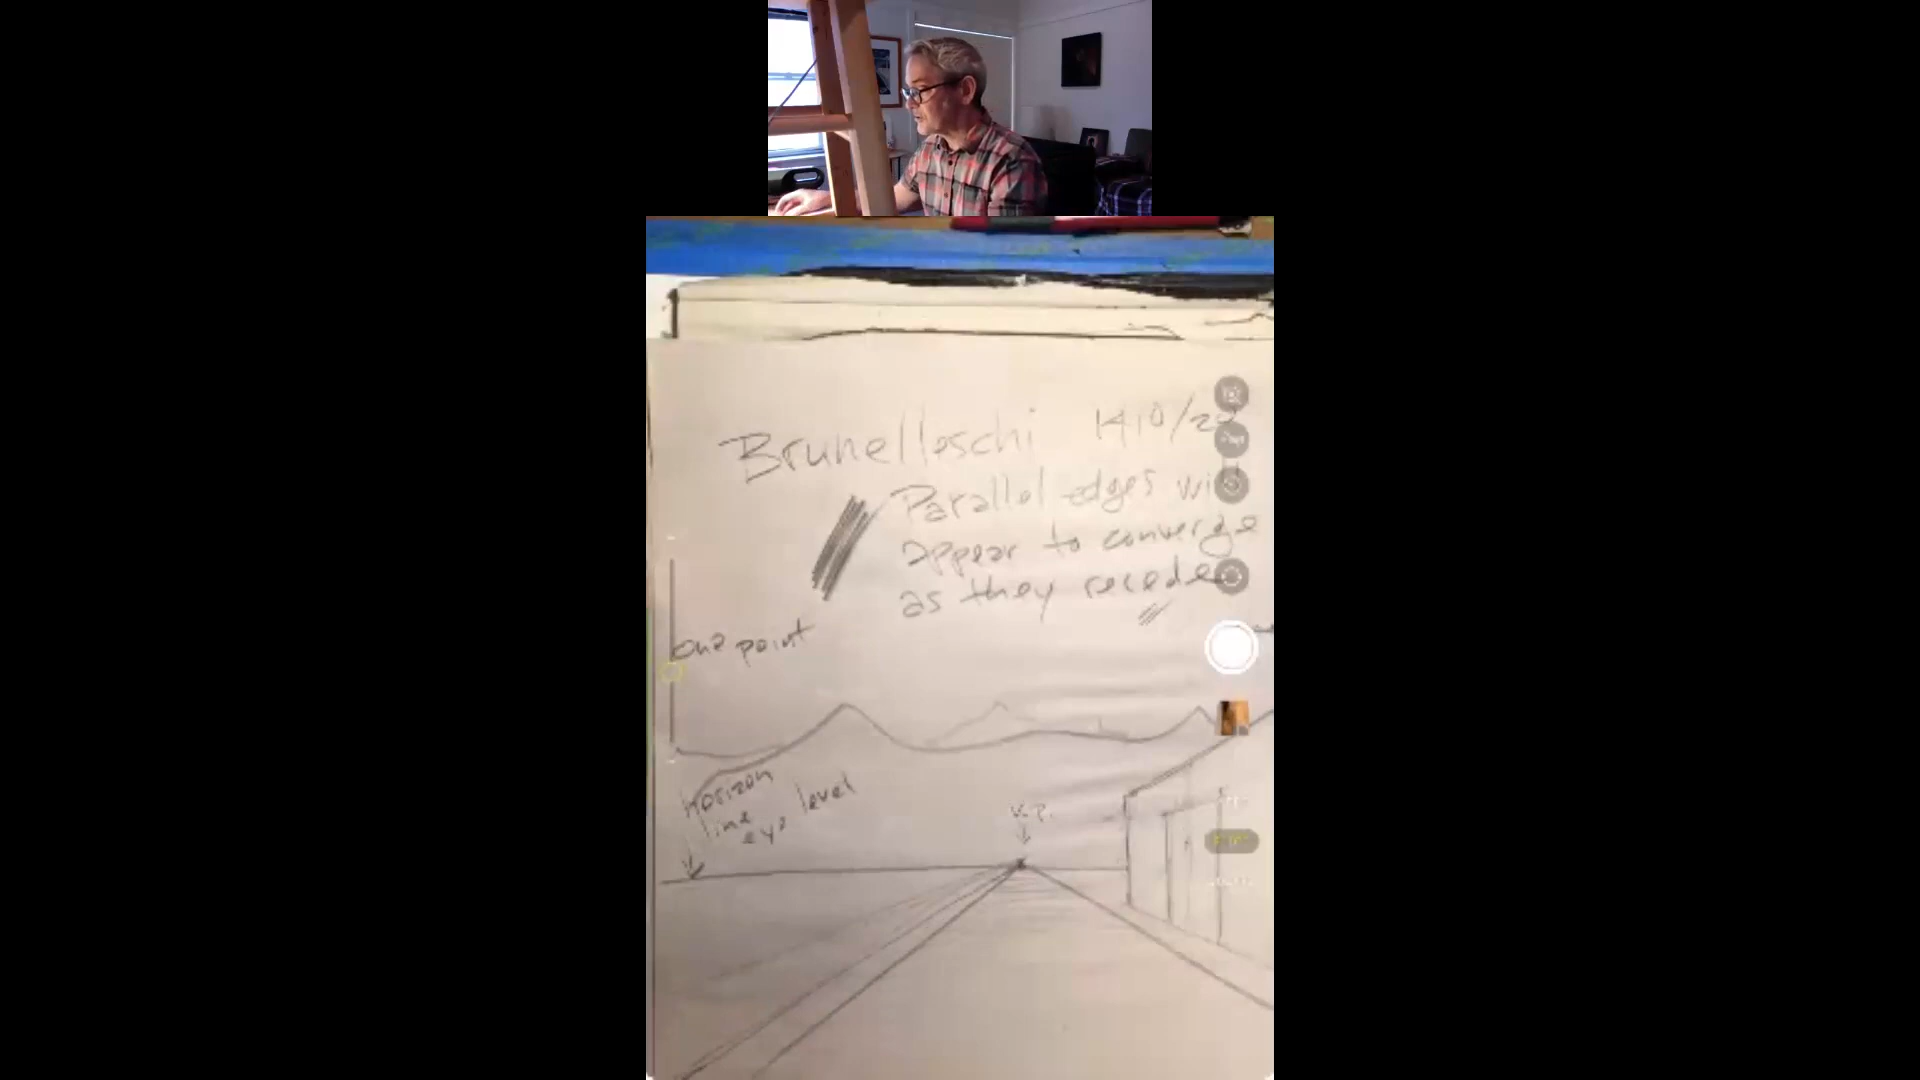 Brunelleschi 1410/20
Parallel edges will
appear to converge
as they recede
one point
horizon
line
eye level
V.P.